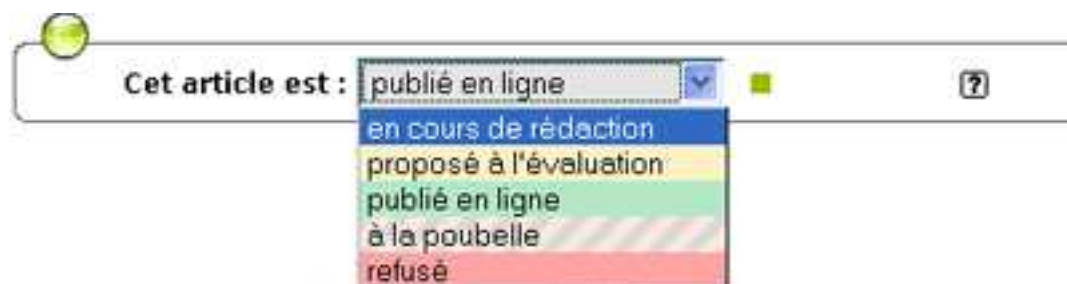 Cet article est : publié en ligne ?
en cours de rédaction
proposé à l'évaluation
publié en ligne
à la poubelle
refusé